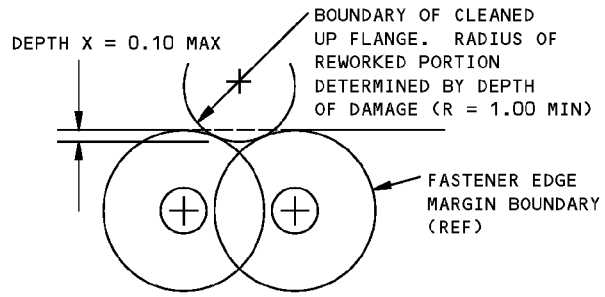 DEPTH X = 0.10 MAX
BOUNDARY OF CLEANED
UP FLANGE. RADIUS OF
REWORKED PORTION
DETERMINED BY DEPTH
OF DAMAGE (R = 1.00 MIN)
FASTENER EDGE
MARGIN BOUNDARY
(REF)